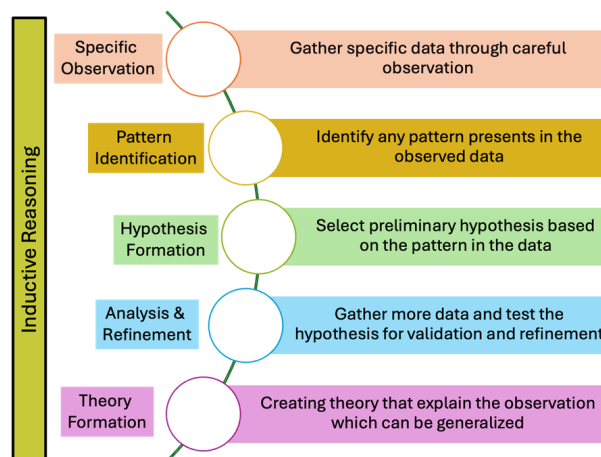 Inductive Reasoning
Specific
Observation
Gather specific data through careful
observation
Pattern
Identification
Identify any pattern presents in the
observed data
Hypothesis
Formation
Select preliminary hypothesis based
on the pattern in the data
Analysis &
Refinement
Gather more data and test the
hypothesis for validation and refinement
Theory
Formation
Creating theory that explain the observation
which can be generalized